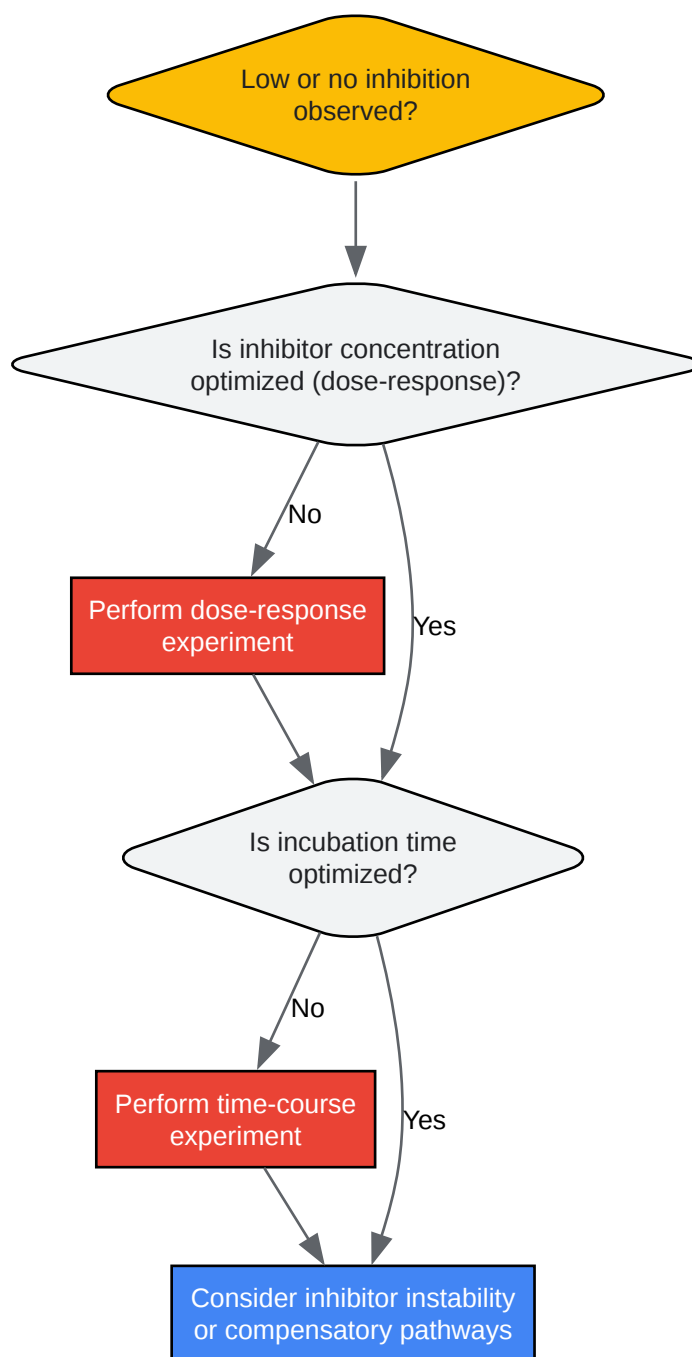 Low or no inhibition
observed?
Is inhibitor concentration
optimized (dose-response)?
No
Perform dose-response
experiment
Yes
Is incubation time
optimized?
No
Perform time-course
experiment
Yes
Consider inhibitor instability
or compensatory pathways